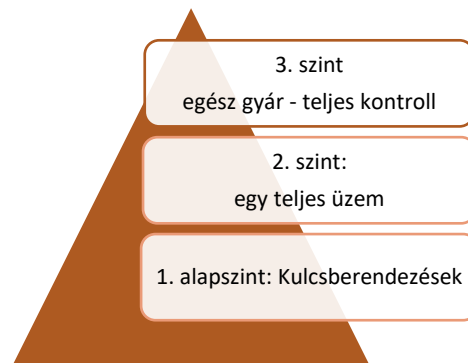 3. szint
egész gyár - teljes kontroll
2. szint:
egy teljes üzem
1. alapszint: Kulcsberendezések